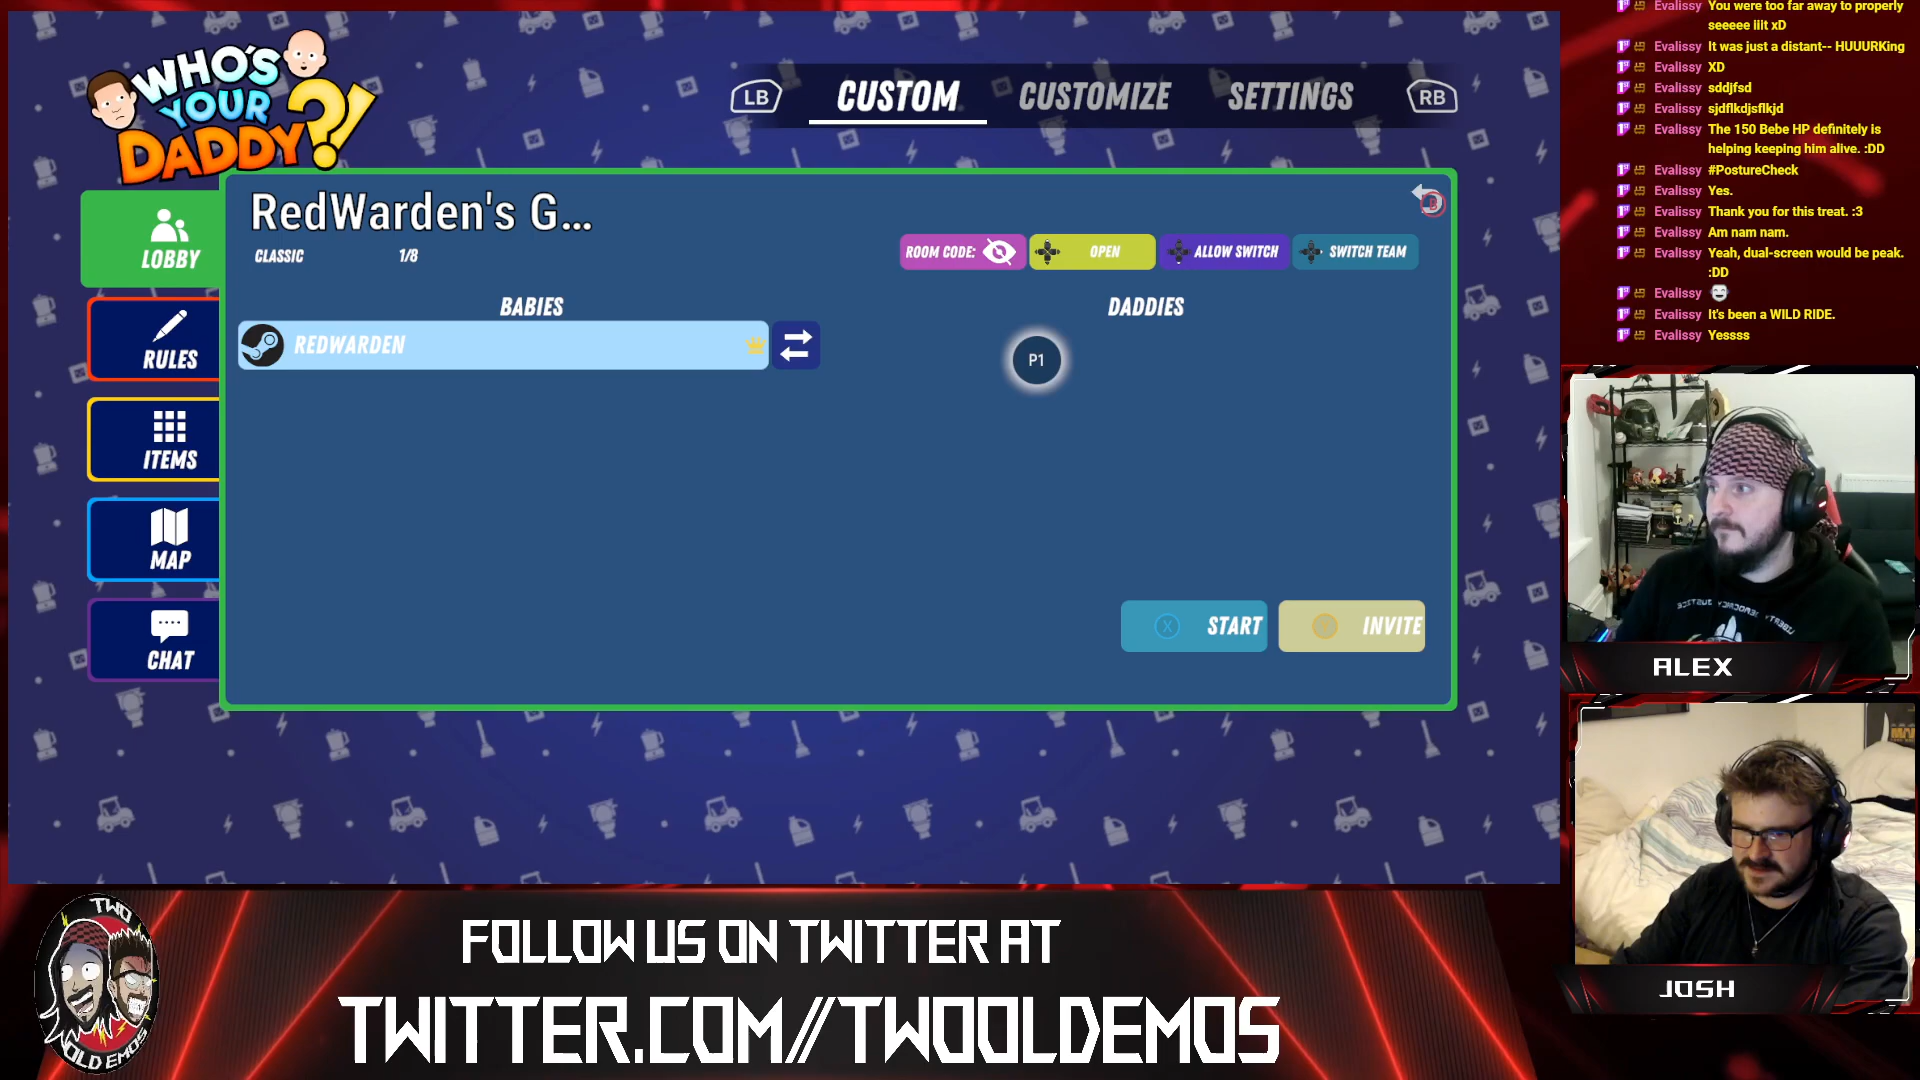 WHO'S
YOUR
DADDY?!
LB
CUSTOM
CUSTOMIZE
SETTINGS
RB
RedWarden's G...
CLASSIC
1/8
ROOM CODE:
OPEN
ALLOW SWITCH
SWITCH TEAM
B
LOBBY
RULES
ITEMS
MAP
CHAT
BABIES
REDWARDEN
DADDIES
P1
X
START
INVITE
Evalissy You were too far away to properly
seeeee iiit xD
Evalissy It was just a distant-- HUUURKing
Evalissy XD
Evalissy sddjfsd
Evalissy sjdflkdjsflkjd
Evalissy The 150 Bebe HP definitely is
helping keeping him alive. :DD
Evalissy #PostureCheck
Evalissy Yes.
Evalissy Thank you for this treat. :3
Evalissy Am nam nam.
Evalissy Yeah, dual-screen would be peak.
:DD
Evalissy
Evalissy It's been a WILD RIDE.
Evalissy Yessss
ALEX
JOSH
TWO
OLD EMOS
FOLLOW US ON TWITTER AT
TWITTER.COM//TWOOLDEMOS